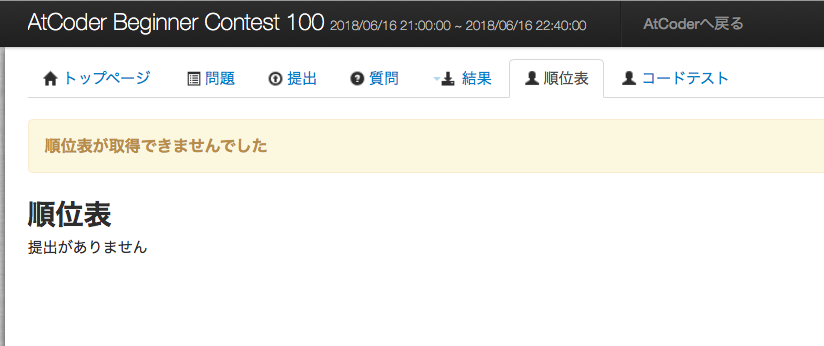 AtCoder Beginner Contest 100 2018/06/16 21:00:00 ~ 2018/06/16 22:40:00 AtCoderへ戻る
トップページ 問題 提出 質問 結果 順位表 コードテスト
順位表が取得できませんでした
順位表
提出がありません